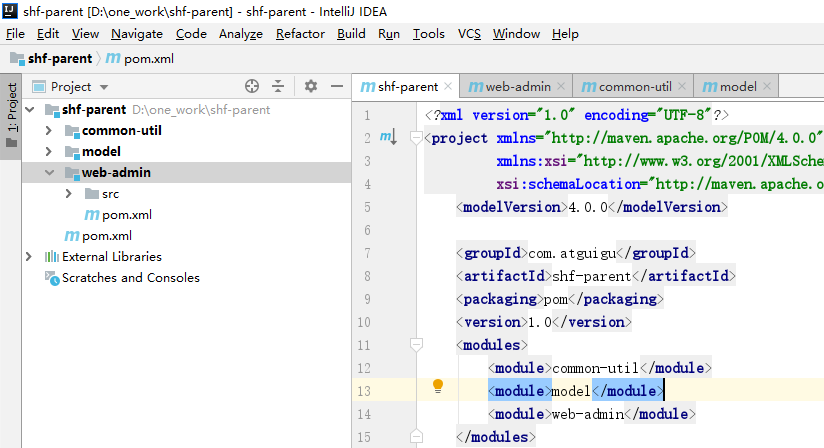 shf-parent [D:\one_work\shf-parent] - shf-parent - IntelliJ IDEA
File Edit View Navigate Code Analyze Refactor Build Run Tools VCS Window Help
shf-parent pom.xml
1: Project
Project
shf-parent D:\one_work\shf-parent
common-util
model
web-admin
src
pom.xml
pom.xml
External Libraries
Scratches and Consoles
shf-parent web-admin common-util model
1 <?xml version="1.0" encoding="UTF-8"?>
2 <project xmlns="http://maven.apache.org/POM/4.0.0"
3 xmlns:xsi="http://www.w3.org/2001/XMLSche
4 xsi:schemaLocation="http://maven.apache.o
5 <modelVersion>4.0.0</modelVersion>
6
7 <groupId>com.atguigu</groupId>
8 <artifactId>shf-parent</artifactId>
9 <packaging>pom</packaging>
10 <version>1.0</version>
11 <modules>
12 <module>common-util</module>
13 <module>model</module>
14 <module>web-admin</module>
15 </modules>